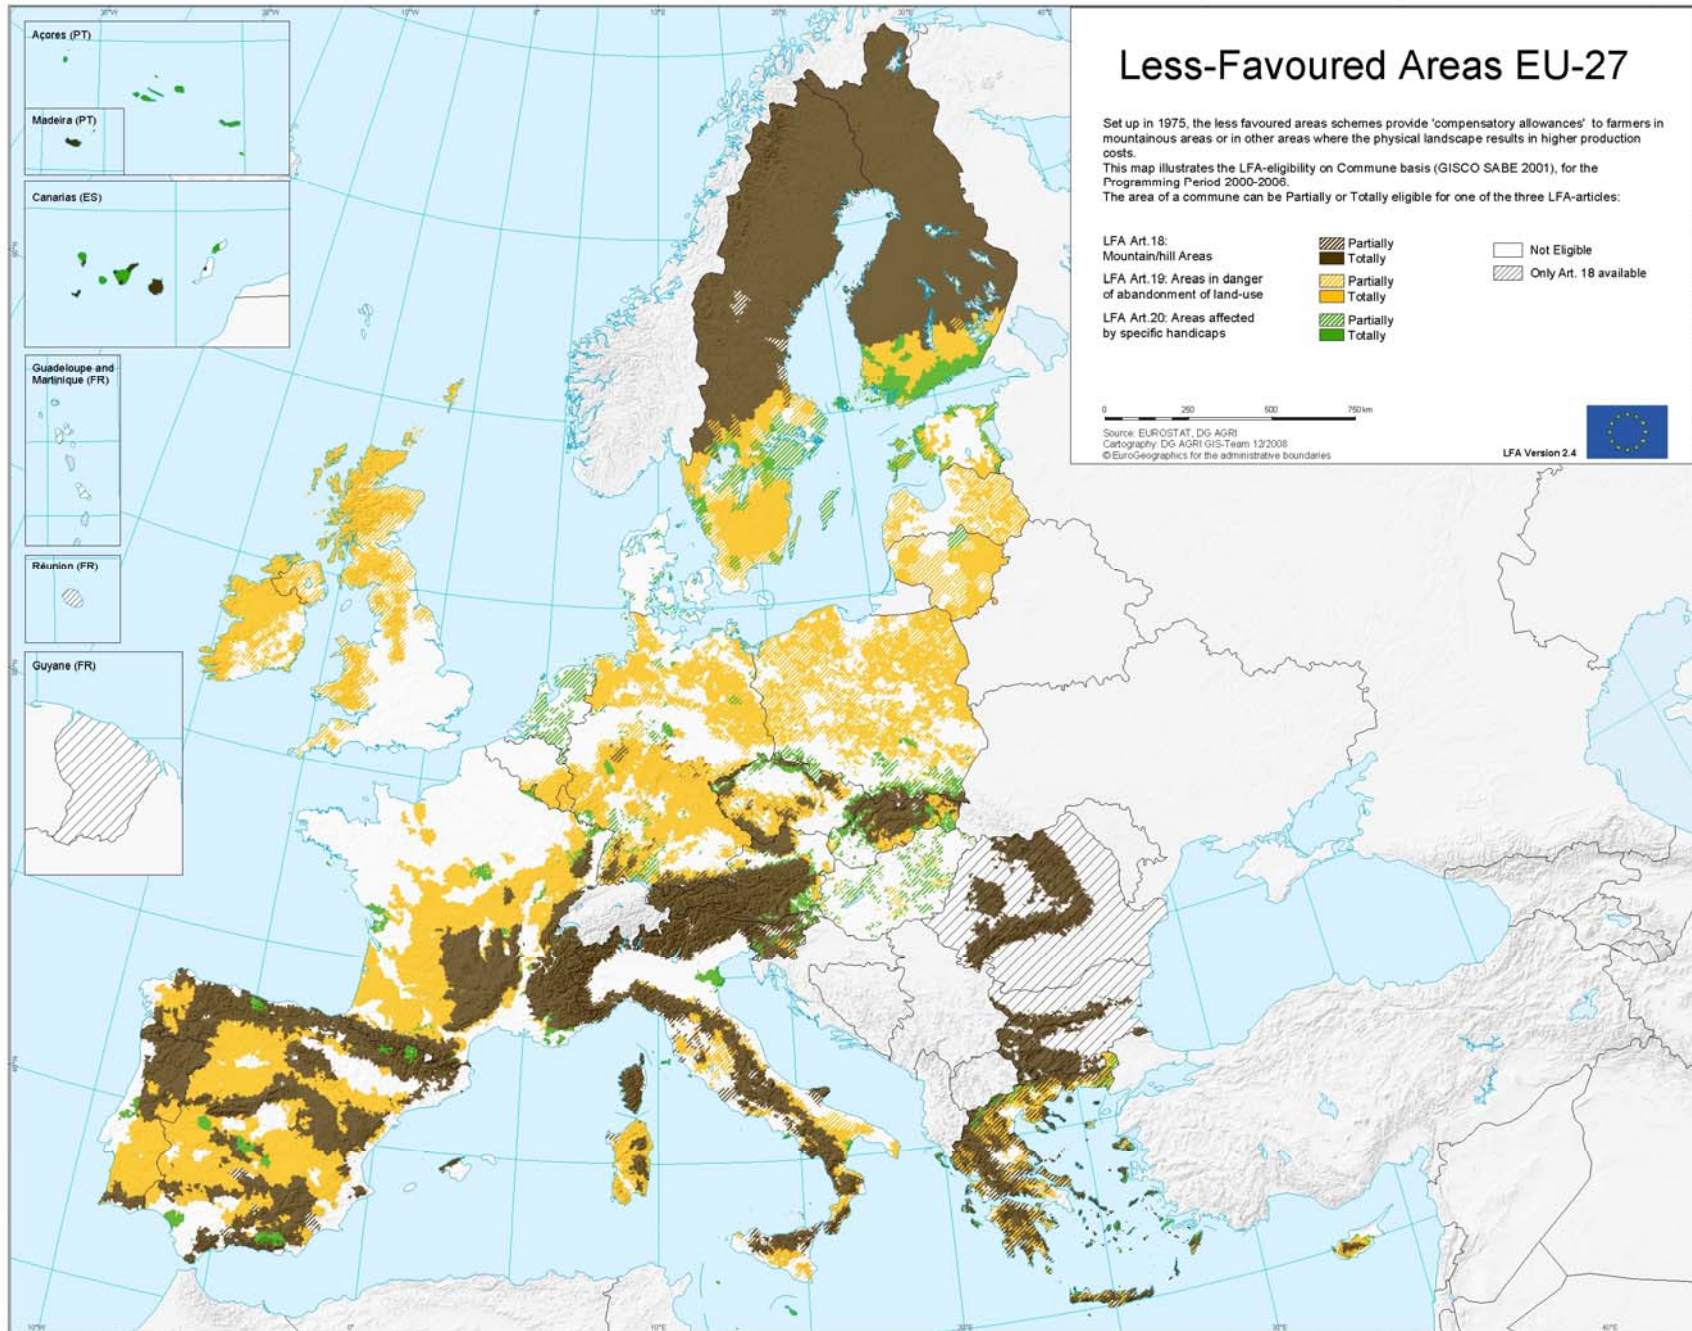 Less-Favoured Areas EU-27
Set up in 1975, the less favoured areas schemes provide 'compensatory allowances' to farmers in
mountainous areas or in other areas where the physical landscape results in higher production
costs.
This map illustrates the LFA-eligibility on Commune basis (GISCO SABE 2001), for the
Programming Period 2000-2006.
The area of a commune can be Partially or Totally eligible for one of the three LFA-articles:
LFA Art.18:
Mountain/hill Areas
Partially
Totally
LFA Art.19: Areas in danger
of abandonment of land-use
Partially
Totally
LFA Art.20: Areas affected
by specific handicaps
Partially
Totally
Not Eligible
Only Art. 18 available
0 250 500 750 km
Source: EUROSTAT, DG AGRI
Cartography: DG AGRI GIS-Team 12/2008
© EuroGeographics for the administrative boundaries
LFA Version 2.4
Açores (PT)
Madeira (PT)
Canarias (ES)
Guadeloupe and
Martinique (FR)
Réunion (FR)
Guyane (FR)
10°W
0°
10°E
20°E
30°E
40°E